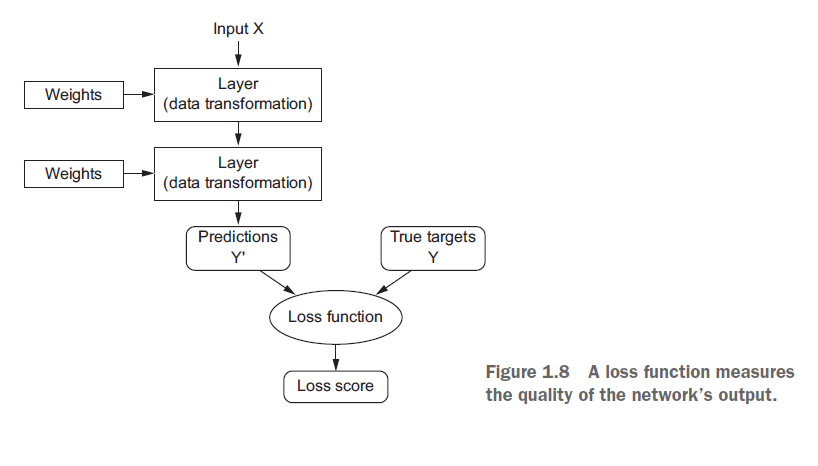 Input X
Layer
(data transformation)
Weights
Layer
(data transformation)
Weights
Predictions
Y'
True targets
Y
Loss function
Loss score
Figure 1.8 A loss function measures
the quality of the network’s output.